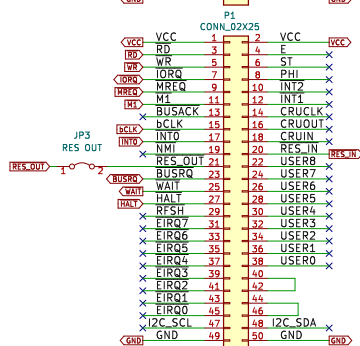 GND
GND
P1
CONN_02X25
VCC VCC 1 2 VCC VCC
RD RD 3 4 E
WR WR 5 6 ST
IORQ IORQ 7 8 PHI
MREQ MREQ 9 10 INT2
M1 M1 11 12 INT1
BUSACK 13 14 CRUCLK
bCLK bCLK 15 16 CRUOUT
INT0 INT0 17 18 CRUIN
NMI 19 20 RES_IN RES_IN
JP3
RES OUT
RES_OUT 1 2 RES_OUT 21 22 USER8
BUSRQ BUSRQ 23 24 USER7
WAIT WAIT 25 26 USER6
HALT HALT 27 28 USER5
RFSH 29 30 USER4
EIRQ7 31 32 USER3
EIRQ6 33 34 USER2
EIRQ5 35 36 USER1
EIRQ4 37 38 USER0
EIRQ3 39 40
EIRQ2 41 42
EIRQ1 43 44
EIRQ0 45 46
I2C_SCL 47 48 I2C_SDA
GND GND 49 50 GND GND